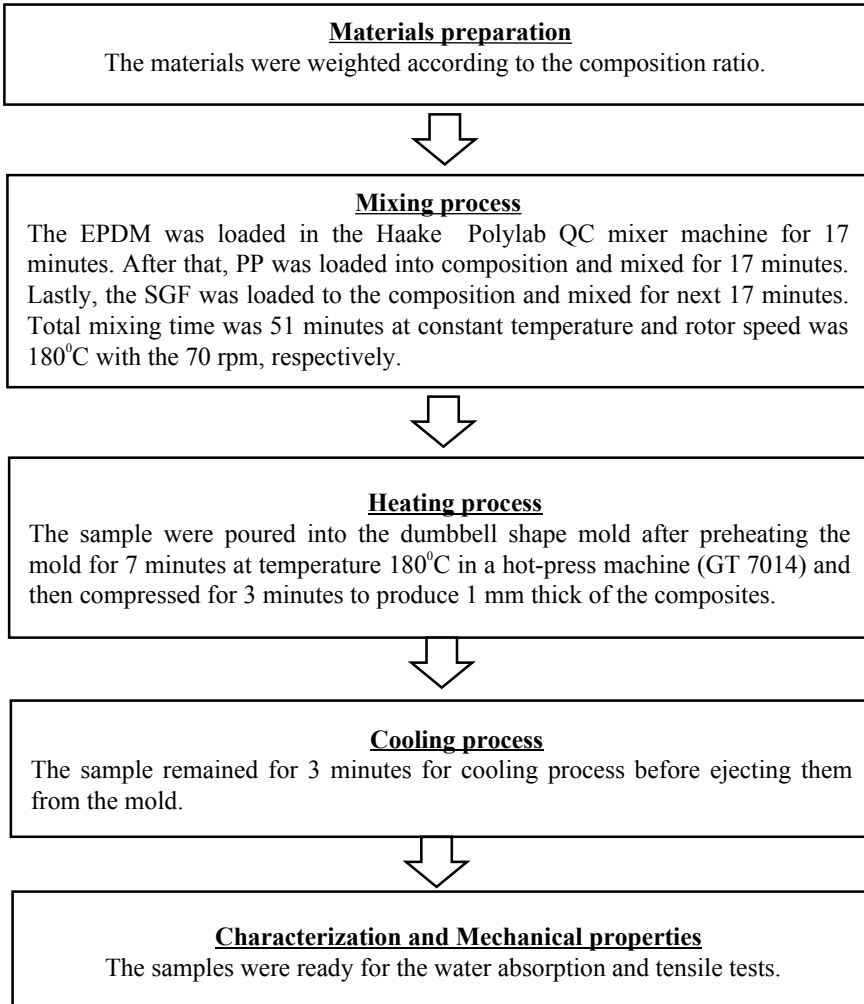 Materials preparation
The materials were weighted according to the composition ratio.
Mixing process
The EPDM was loaded in the Haake Polylab QC mixer machine for 17
minutes. After that, PP was loaded into composition and mixed for 17 minutes.
Lastly, the SGF was loaded to the composition and mixed for next 17 minutes.
Total mixing time was 51 minutes at constant temperature and rotor speed was
180⁰C with the 70 rpm, respectively.
Heating process
The sample were poured into the dumbbell shape mold after preheating the
mold for 7 minutes at temperature 180⁰C in a hot-press machine (GT 7014) and
then compressed for 3 minutes to produce 1 mm thick of the composites.
Cooling process
The sample remained for 3 minutes for cooling process before ejecting them
from the mold.
Characterization and Mechanical properties
The samples were ready for the water absorption and tensile tests.